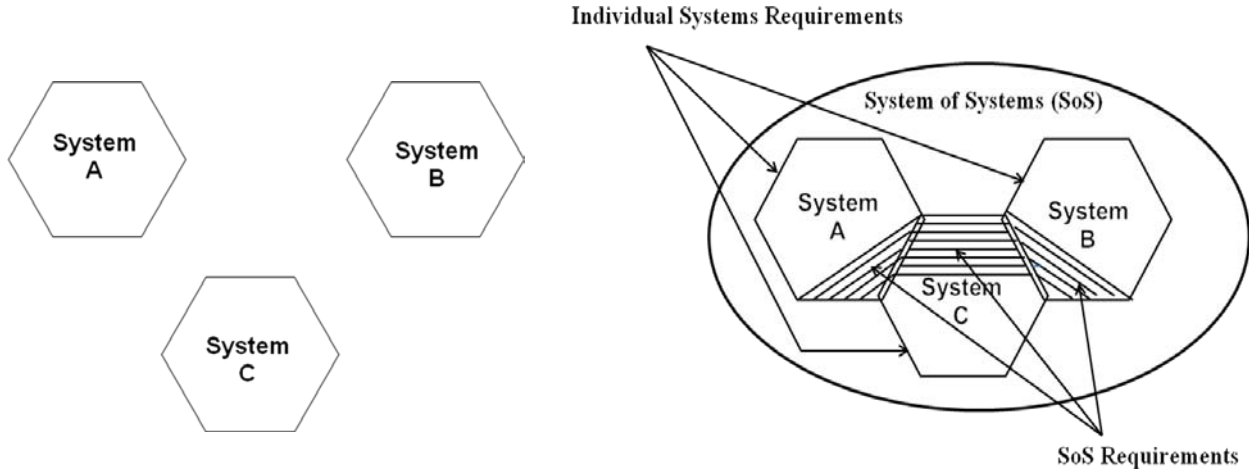 System
A
System
B
System
C
Individual Systems Requirements
System of Systems (SoS)
System
A
System
B
System
C
SoS Requirements